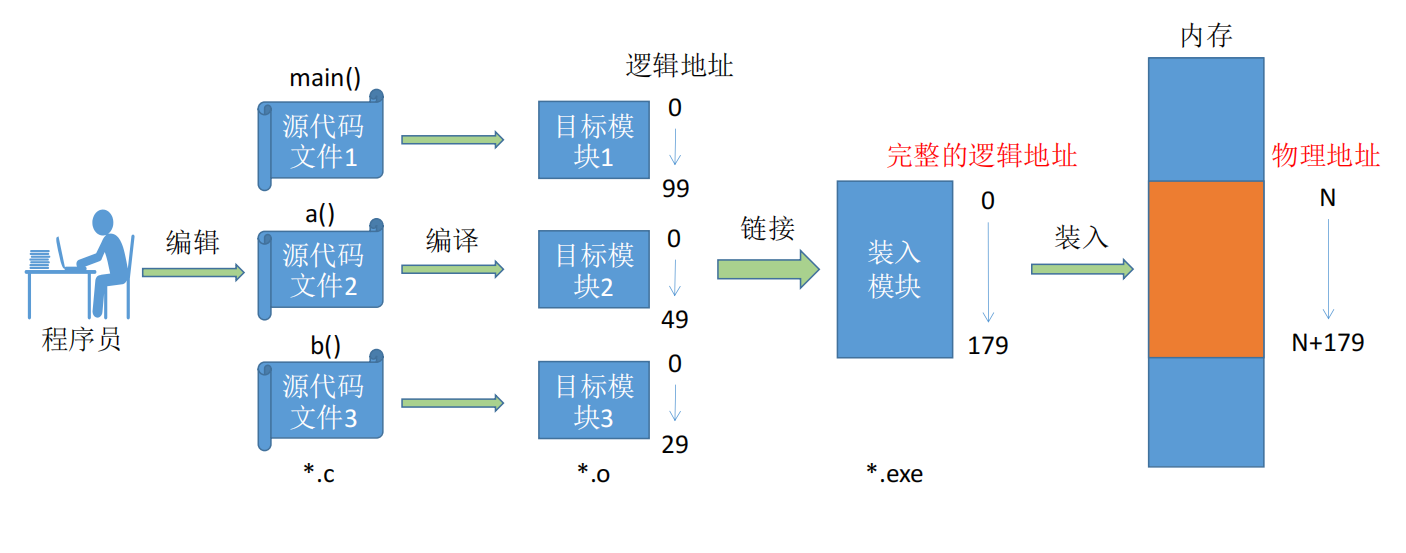 内存
main()
逻辑地址
源代码
文件1
目标模
块1
0
99
完整的逻辑地址
物理地址
程序员
编辑
a()
源代码
文件2
编译
目标模
块2
0
49
链接
装入
模块
0
179
装入
N
N+179
b()
源代码
文件3
目标模
块3
0
29
*.c
*.o
*.exe